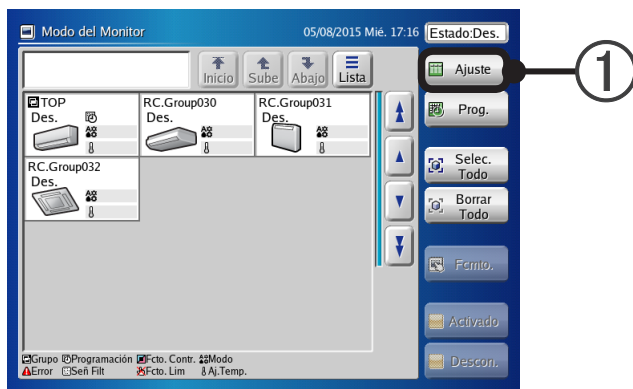 Modo del Monitor 05/08/2015 Mié. 17:16 Estado:Des.
Inicio Sube Abajo Lista
Ajuste
1
TOP RC.Group030 RC.Group031
Des. Des. Des.
Prog.
RC.Group032
Des.
Selec.
Todo
Borrar
Todo
Fcmto.
Activado
Descon.
Grupo Programación Fcto. Contr. Modo
Error Señ Filt Fcto. Lim Aj.Temp.